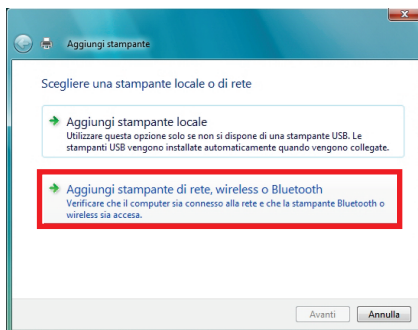 Aggiungi stampante
Scegliere una stampante locale o di rete
Aggiungi stampante locale
Utilizzare questa opzione solo se non si dispone di una stampante USB. Le
stampanti USB vengono installate automaticamente quando vengono collegate.
Aggiungi stampante di rete, wireless o Bluetooth
Verificare che il computer sia connesso alla rete e che la stampante Bluetooth o
wireless sia accesa.
Avanti Annulla